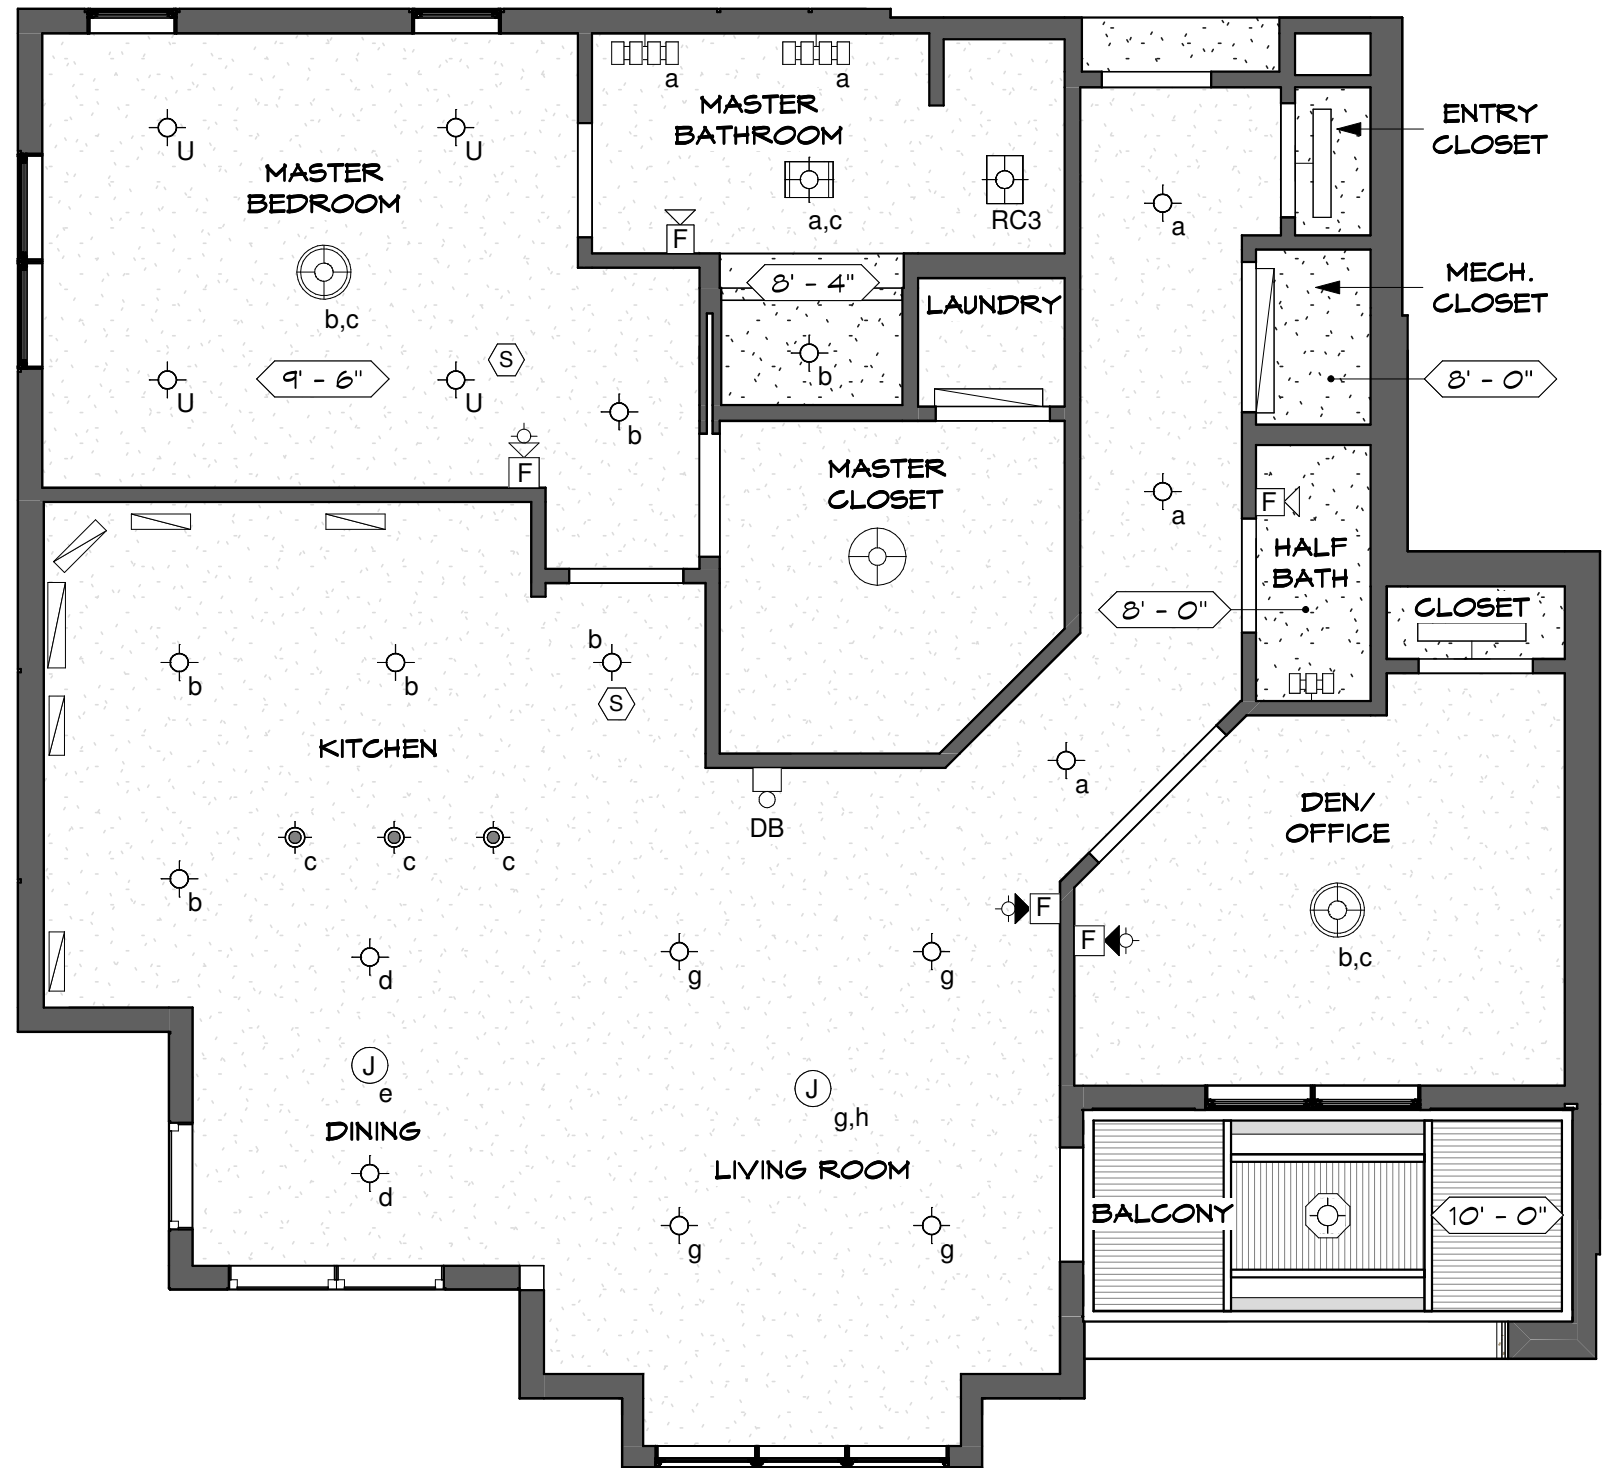 a
a
MASTER
BATHROOM
ENTRY
CLOSET
U
U
MASTER
BEDROOM
a,c
RC3
a
F
8' - 4"
MECH.
CLOSET
LAUNDRY
b,c
S
9' - 6"
b
8' - 0"
U
U
b
F
MASTER
CLOSET
a
F
HALF
BATH
8' - 0"
CLOSET
b
b
b
S
KITCHEN
a
DB
DEN/
OFFICE
c
c
c
b
F
F
b,c
d
g
g
J
e
J
g,h
DINING
LIVING ROOM
d
BALCONY
10' - 0"
g
g